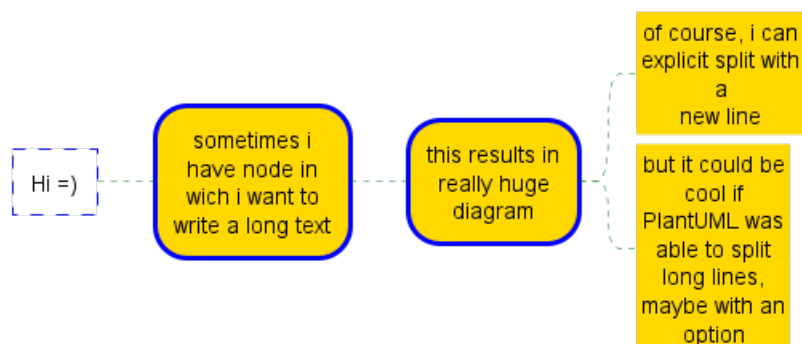 Hi =)
sometimes i
have node in
wich i want to
write a long text
this results in
really huge
diagram
of course, i can
explicit split with
a
new line
but it could be
cool if
PlantUML was
able to split
long lines,
maybe with an
option